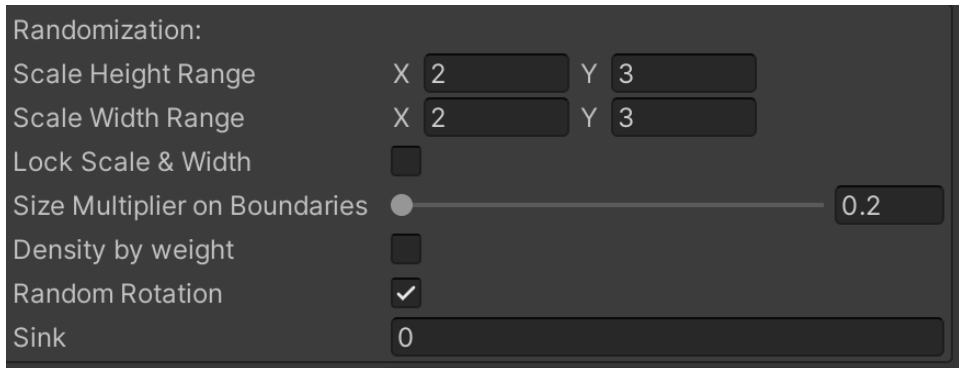 Randomization:
Scale Height Range X 2 Y 3
Scale Width Range X 2 Y 3
Lock Scale & Width
Size Multiplier on Boundaries 0.2
Density by weight
Random Rotation
Sink 0